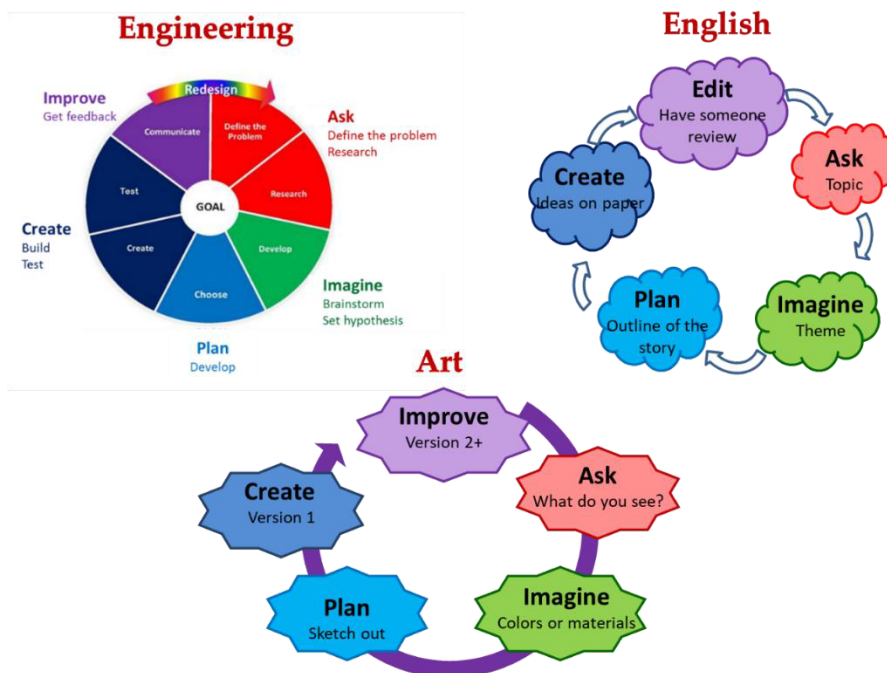 Engineering
Redesign
Improve
Get feedback
Communicate
Define the
Problem
Ask
Define the problem
Research
Test
GOAL
Research
Create
Build
Test
Create
Develop
Choose
Imagine
Brainstorm
Set hypothesis
Plan
Develop
English
Edit
Have someone
review
Ask
Topic
Create
Ideas on paper
Plan
Outline of the
story
Imagine
Theme
Art
Improve
Version 2+
Ask
What do you see?
Create
Version 1
Plan
Sketch out
Imagine
Colors or materials